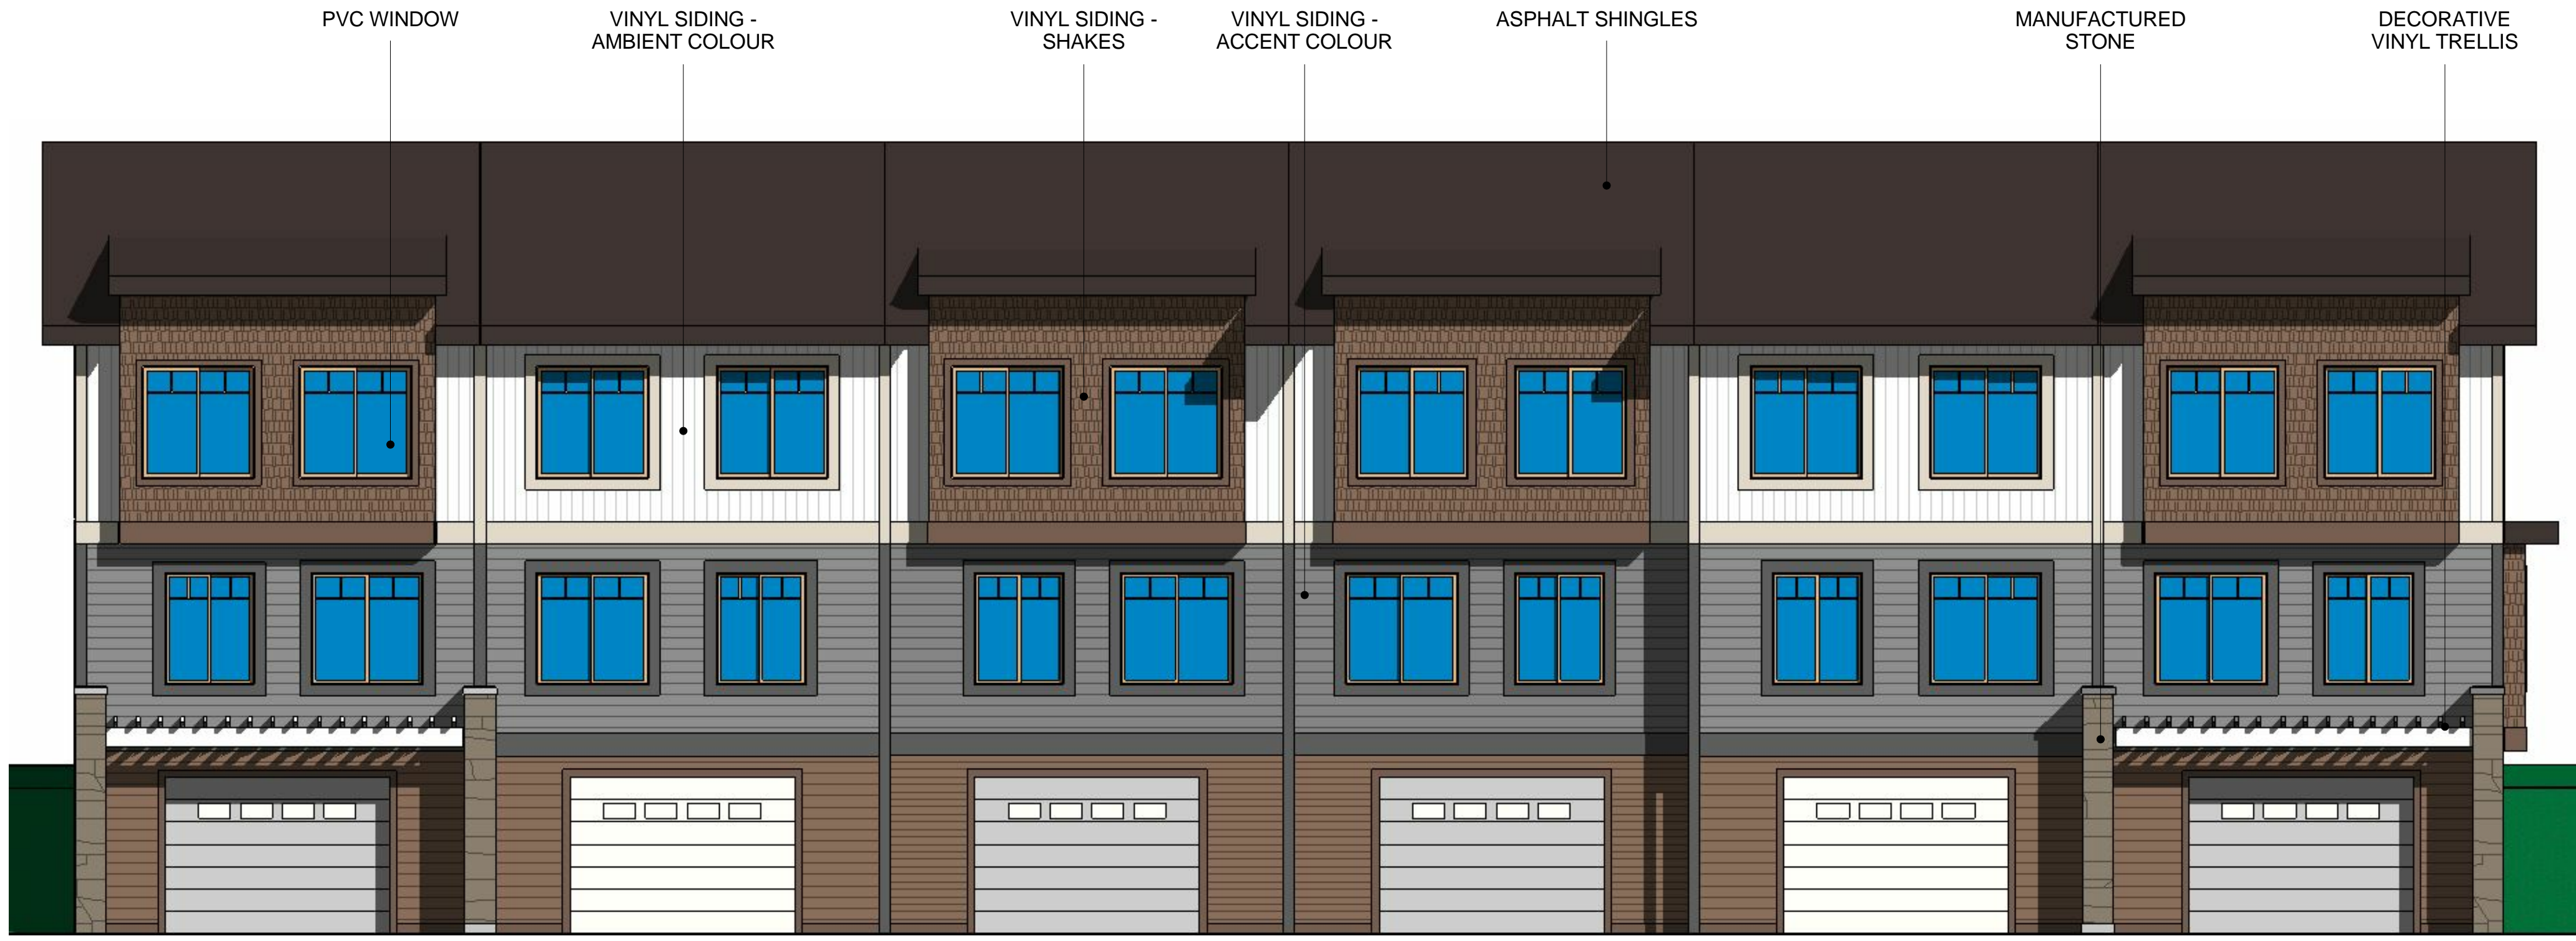 PVC WINDOW
VINYL SIDING -
AMBIENT COLOUR
VINYL SIDING -
SHAKES
VINYL SIDING -
ACCENT COLOUR
ASPHALT SHINGLES
MANUFACTURED
STONE
DECORATIVE
VINYL TRELLIS